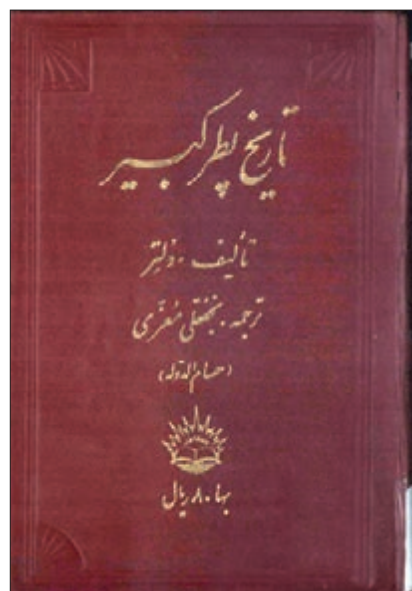 تاریخ پطر کبیر
تألیف . ولتر
ترجمه . نجفقلی معزی
(حسام الدوله)
بها ۸۰ ریال